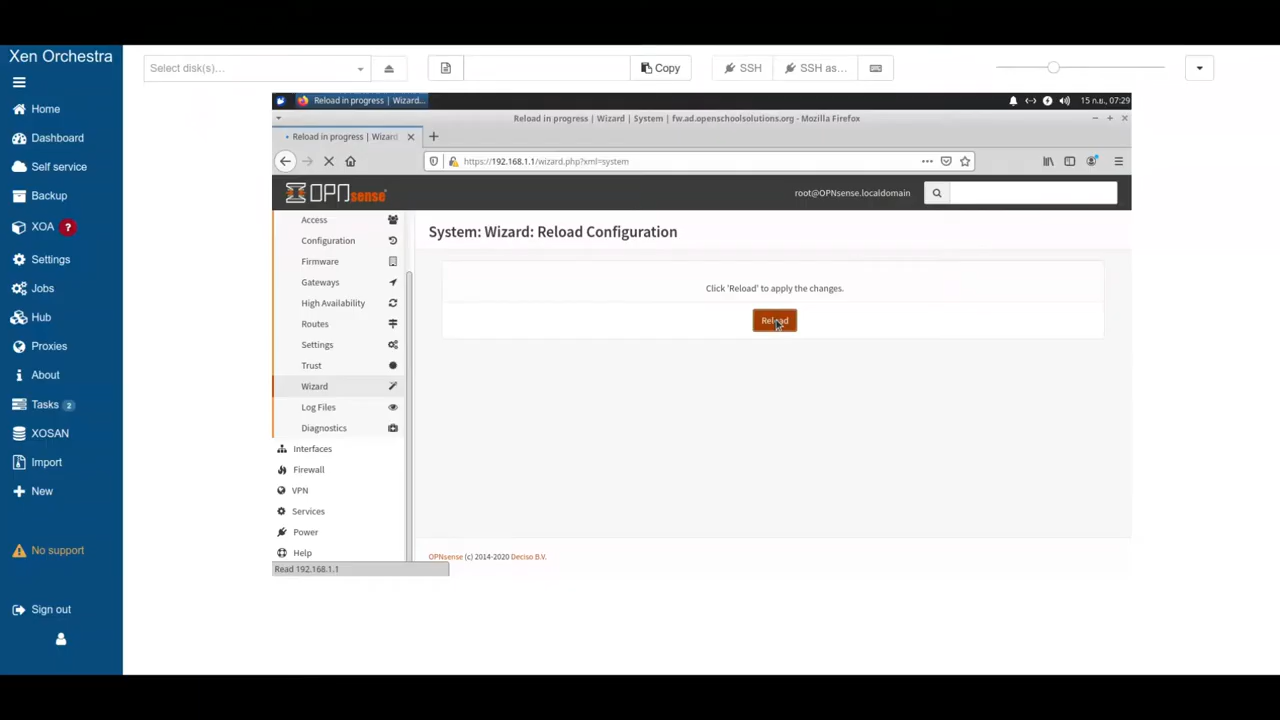 Xen Orchestra
Home
Dashboard
Self service
Backup
XOA ?
Settings
Jobs
Hub
Proxies
About
Tasks 2
XOSAN
Import
New
No support
Sign out
Select disk(s)...
Copy
SSH
SSH as...
Reload in progress | Wizard...
15 ก.ย., 07:29
Reload in progress | Wizard | System | fw.ad.openschoolsolutions.org - Mozilla Firefox
Reload in progress | Wizard
https://192.168.1.1/wizard.php?xml=system
OPNsense
root@OPNsense.localdomain
Access
Configuration
Firmware
Gateways
High Availability
Routes
Settings
Trust
Wizard
Log Files
Diagnostics
Interfaces
Firewall
VPN
Services
Power
Help
Read 192.168.1.1
System: Wizard: Reload Configuration
Click 'Reload' to apply the changes.
Reload
OPNsense (c) 2014-2020 Deciso B.V.